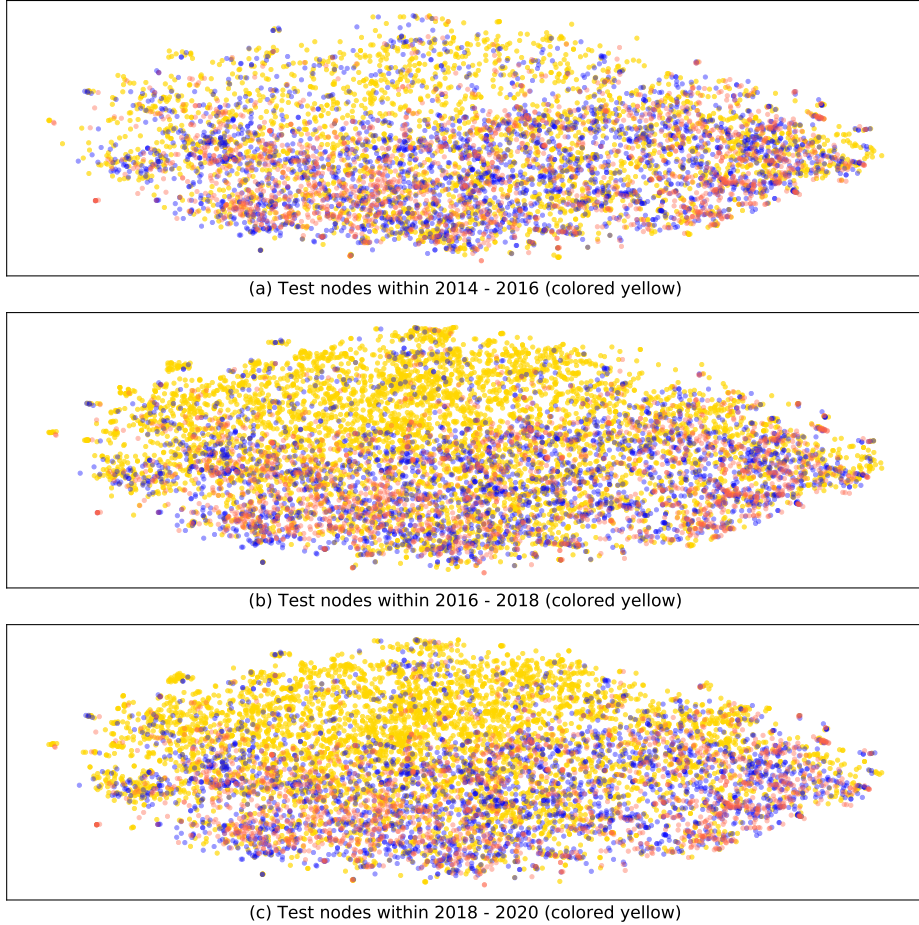 (a) Test nodes within 2014 - 2016 (colored yellow)
(b) Test nodes within 2016 - 2018 (colored yellow)
(c) Test nodes within 2018 - 2020 (colored yellow)